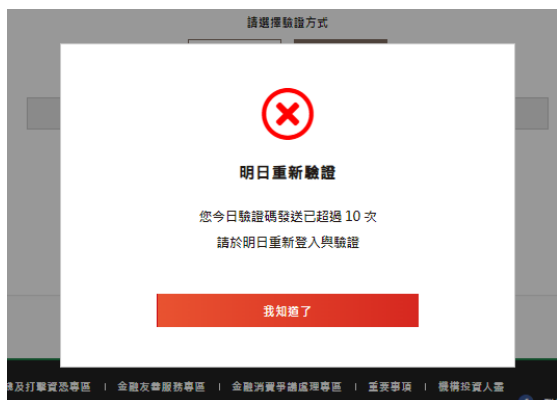 請選擇驗證方式
明日重新驗證
您今日驗證碼發送已超過 10 次
請於明日重新登入與驗證
我知道了
及打擊資恐專區 | 金融友善服務專區 | 金融消費爭議處理專區 | 重要事項 | 機構投資人盡